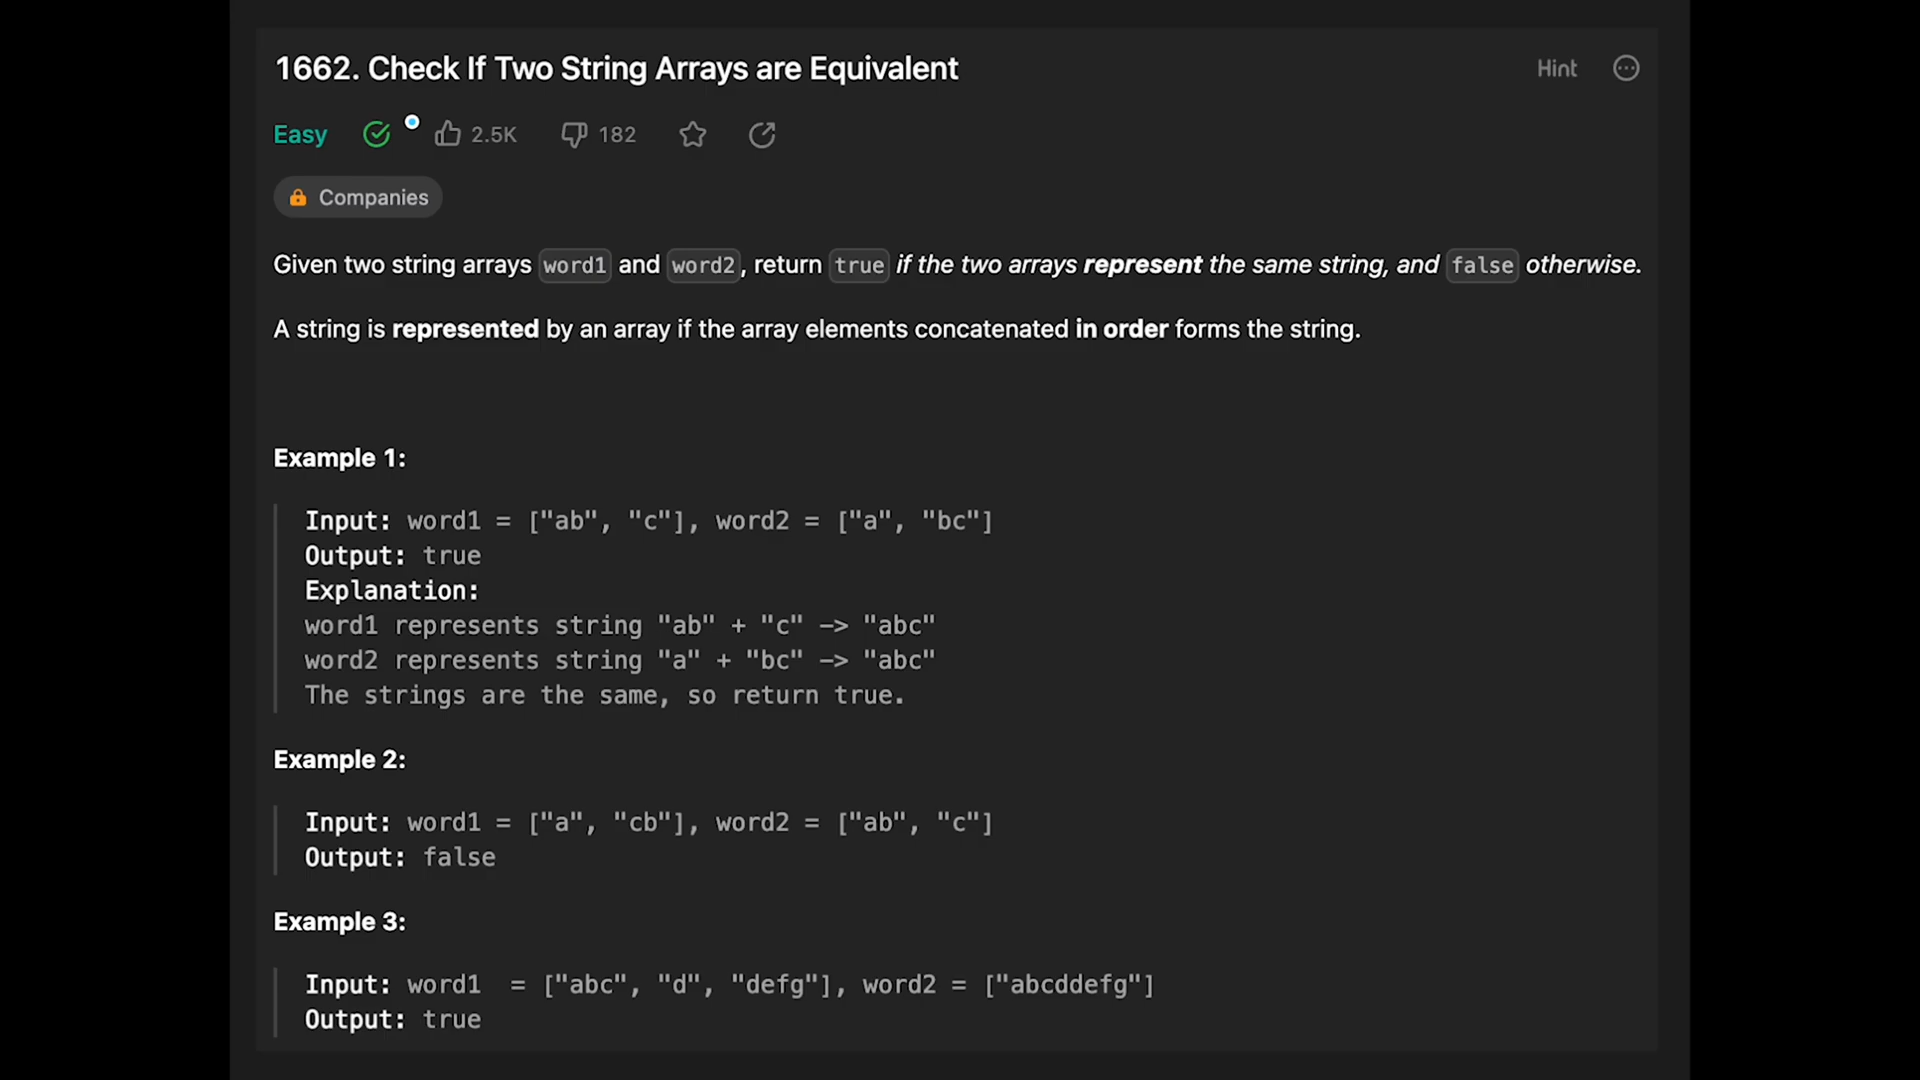 1662. Check If Two String Arrays are Equivalent
Hint
Easy 2.5K 182
Companies
Given two string arrays word1 and word2, return true if the two arrays represent the same string, and false otherwise.
A string is represented by an array if the array elements concatenated in order forms the string.
Example 1:
Input: word1 = ["ab", "c"], word2 = ["a", "bc"]
Output: true
Explanation:
word1 represents string "ab" + "c" -> "abc"
word2 represents string "a" + "bc" -> "abc"
The strings are the same, so return true.
Example 2:
Input: word1 = ["a", "cb"], word2 = ["ab", "c"]
Output: false
Example 3:
Input: word1  = ["abc", "d", "defg"], word2 = ["abcddefg"]
Output: true